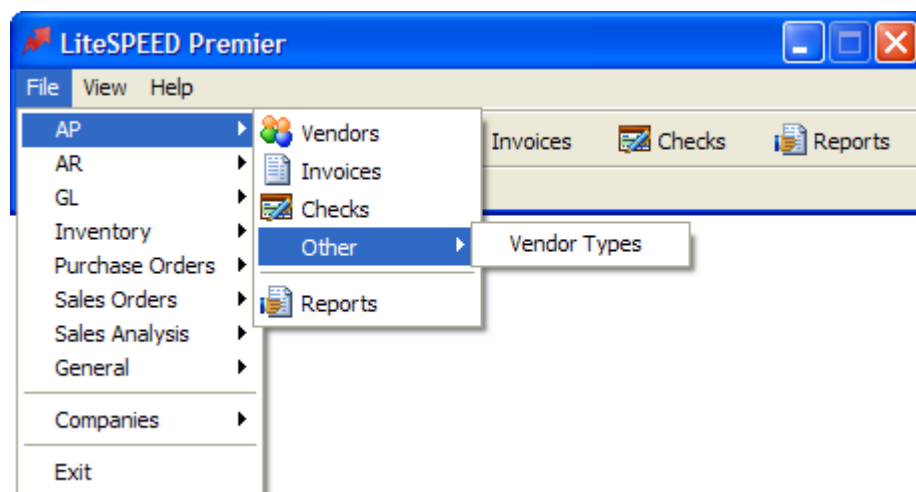 LiteSPEED Premier
File View Help
Invoices Checks Reports
AP
AR
GL
Inventory
Purchase Orders
Sales Orders
Sales Analysis
General
Companies
Exit
Vendors
Invoices
Checks
Other
Reports
Vendor Types